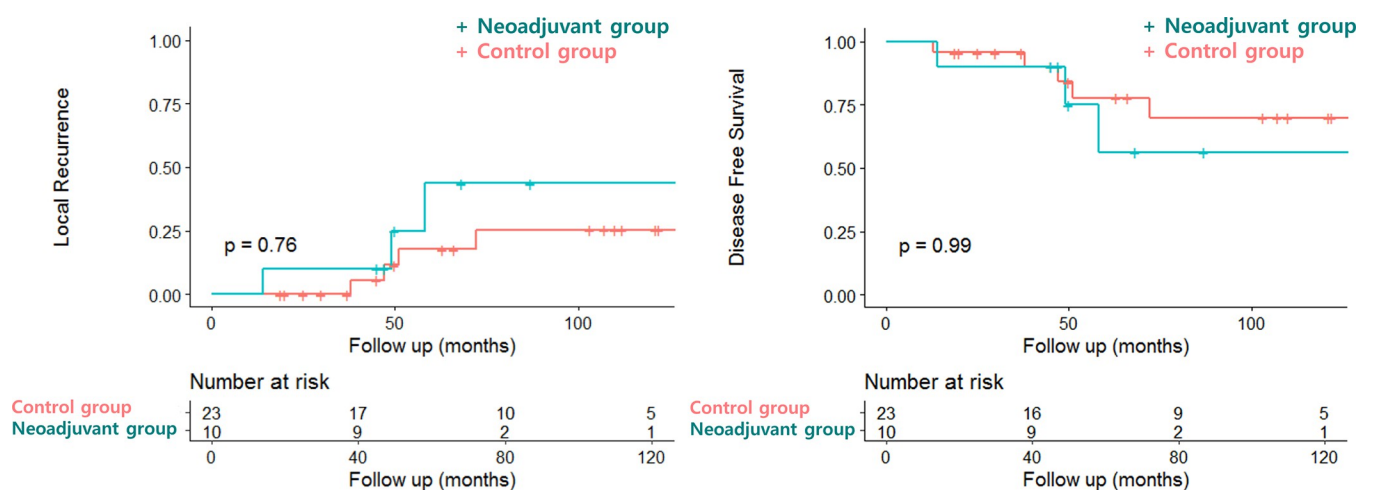 + Neoadjuvant group
+ Control group
Local Recurrence
1.00
0.75
0.50
0.25
0.00
p = 0.76
0 50 100
Follow up (months)
Number at risk
Control group 23 17 10 5
Neoadjuvant group 10 9 2 1
0 40 80 120
Follow up (months)
+ Neoadjuvant group
+ Control group
Disease Free Survival
1.00
0.75
0.50
0.25
0.00
p = 0.99
0 50 100
Follow up (months)
Number at risk
Control group 23 16 9 5
Neoadjuvant group 10 9 2 1
0 40 80 120
Follow up (months)